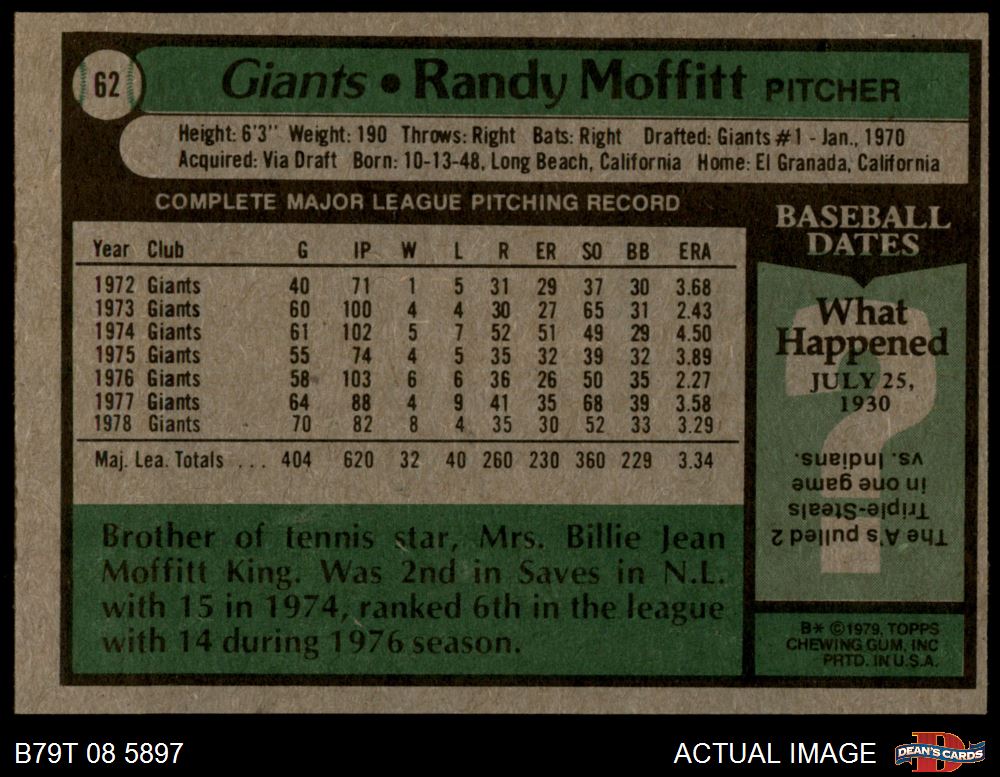 62
Giants • Randy Moffitt PITCHER
Height: 6'3" Weight: 190 Throws: Right Bats: Right Drafted: Giants #1 - Jan., 1970
Acquired: Via Draft Born: 10-13-48, Long Beach, California Home: El Granada, California
COMPLETE MAJOR LEAGUE PITCHING RECORD
Year Club G IP W L R ER SO BB ERA
1972 Giants 40 71 1 5 31 29 37 30 3.68
1973 Giants 60 100 4 4 30 27 65 31 2.43
1974 Giants 61 102 5 7 52 51 49 29 4.50
1975 Giants 55 74 4 5 35 32 39 32 3.89
1976 Giants 58 103 6 6 36 26 50 35 2.27
1977 Giants 64 88 4 9 41 35 68 39 3.58
1978 Giants 70 82 8 4 35 30 52 33 3.29
Maj. Lea. Totals ... 404 620 32 40 260 230 360 229 3.34
Brother of tennis star, Mrs. Billie Jean
Moffitt King. Was 2nd in Saves in N.L.
with 15 in 1974, ranked 6th in the league
with 14 during 1976 season.
BASEBALL
DATES
What
Happened
JULY 25,
1930
?
The A's pulled 2
Triple-Steals
in one game
vs. Indians.
B* ©1979, TOPPS
CHEWING GUM, INC
PRTD. IN U.S.A.
B79T 08 5897
ACTUAL IMAGE
D
DEAN'S CARDS